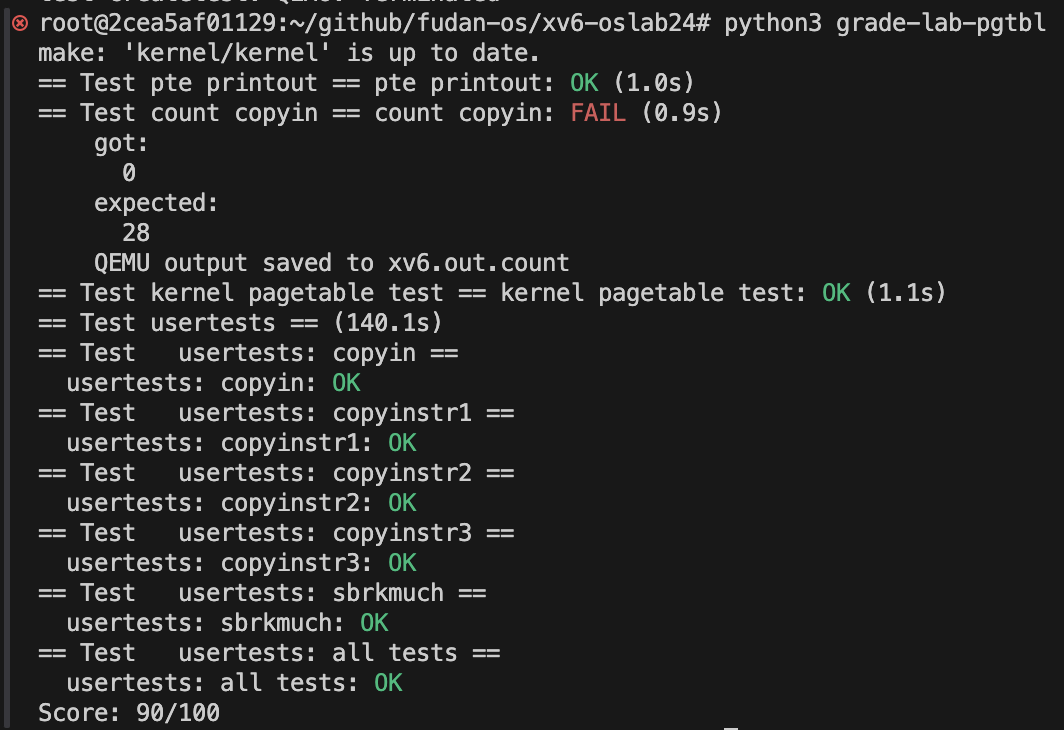 root@2cea5af01129:~/github/fudan-os/xv6-oslab24# python3 grade-lab-pgtbl
make: 'kernel/kernel' is up to date.
== Test pte printout == pte printout: OK (1.0s)
== Test count copyin == count copyin: FAIL (0.9s)
    got:
      0
    expected:
      28
    QEMU output saved to xv6.out.count
== Test kernel pagetable test == kernel pagetable test: OK (1.1s)
== Test usertests == (140.1s)
== Test   usertests: copyin ==
  usertests: copyin: OK
== Test   usertests: copyinstr1 ==
  usertests: copyinstr1: OK
== Test   usertests: copyinstr2 ==
  usertests: copyinstr2: OK
== Test   usertests: copyinstr3 ==
  usertests: copyinstr3: OK
== Test   usertests: sbrkmuch ==
  usertests: sbrkmuch: OK
== Test   usertests: all tests ==
  usertests: all tests: OK
Score: 90/100